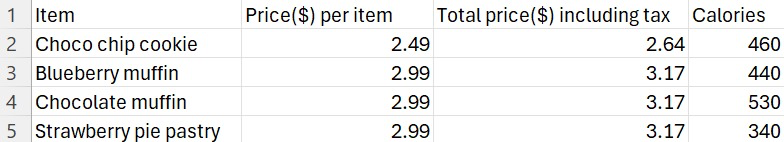 1 Item Price($) per item Total price($) including tax Calories
2 Choco chip cookie 2.49 2.64 460
3 Blueberry muffin 2.99 3.17 440
4 Chocolate muffin 2.99 3.17 530
5 Strawberry pie pastry 2.99 3.17 340